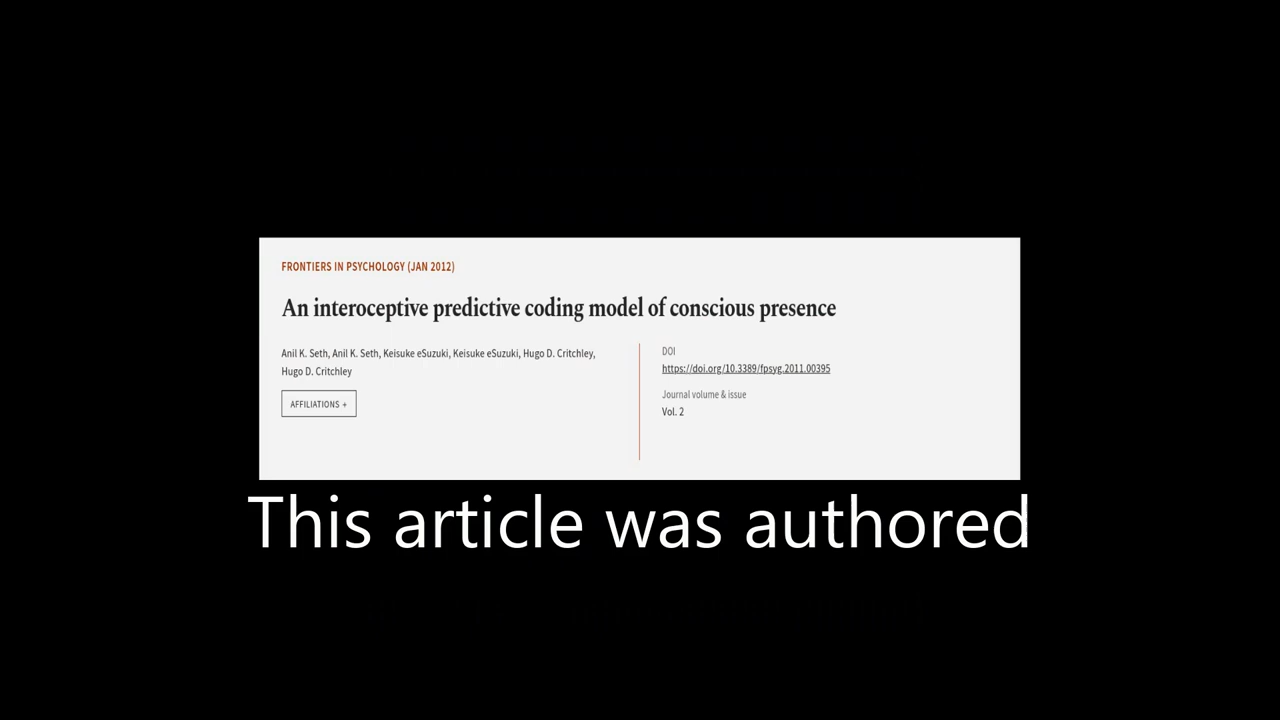 FRONTIERS IN PSYCHOLOGY (JAN 2012)
An interoceptive predictive coding model of conscious presence
Anil K. Seth, Anil K. Seth, Keisuke eSuzuki, Keisuke eSuzuki, Hugo D. Critchley,
Hugo D. Critchley
AFFILIATIONS +
DOI
https://doi.org/10.3389/fpsyg.2011.00395
Journal volume & issue
Vol. 2
This article was authored